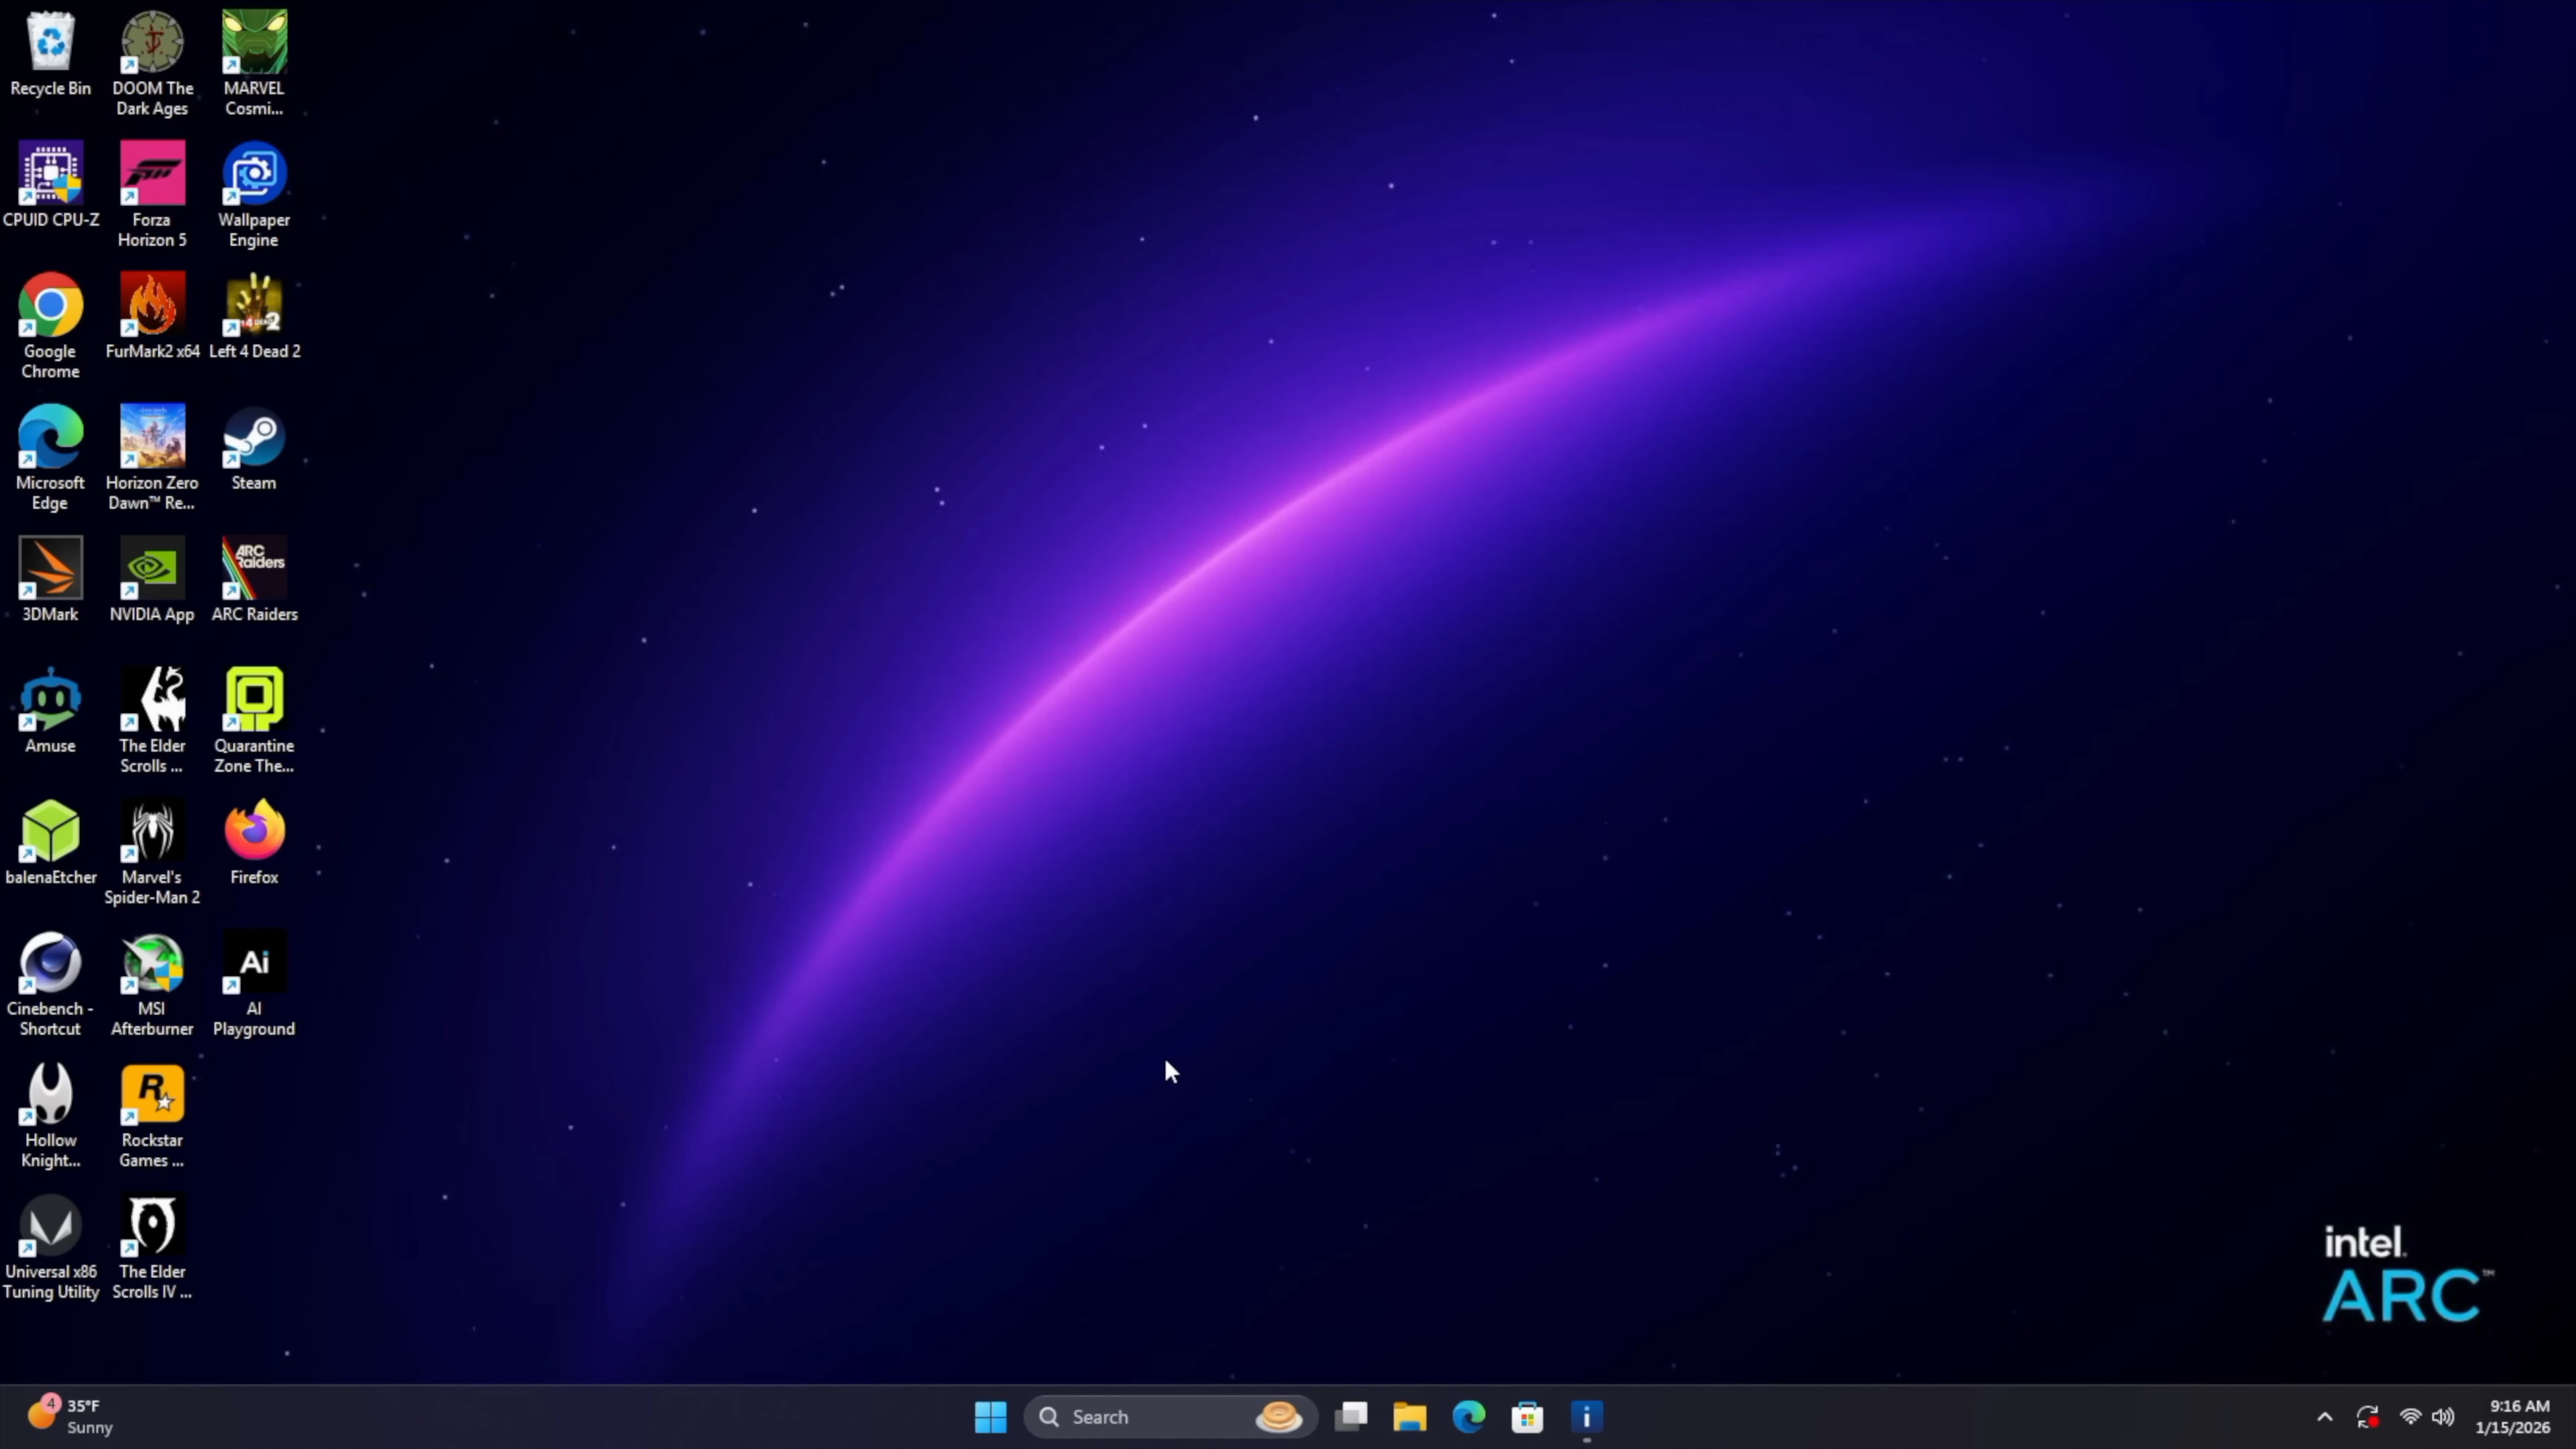 Recycle Bin
DOOM The
Dark Ages
MARVEL
Cosmi...
CPUID CPU-Z
Forza
Horizon 5
Wallpaper
Engine
Google
Chrome
FurMark2 x64
4 DEAD 2
Left 4 Dead 2
Microsoft
Edge
Horizon Zero
Dawn™ Re...
Steam
3DMark
NVIDIA App
ARC
Raiders
ARC Raiders
Amuse
The Elder
Scrolls ...
Quarantine
Zone The...
balenaEtcher
Marvel's
Spider-Man 2
Firefox
Cinebench -
Shortcut
MSI
Afterburner
Ai
AI
Playground
Hollow
Knight...
R
Rockstar
Games ...
Universal x86
Tuning Utility
The Elder
Scrolls IV ...
intel.
ARC™
4
35°F
Sunny
Search
i
9:16 AM
1/15/2026